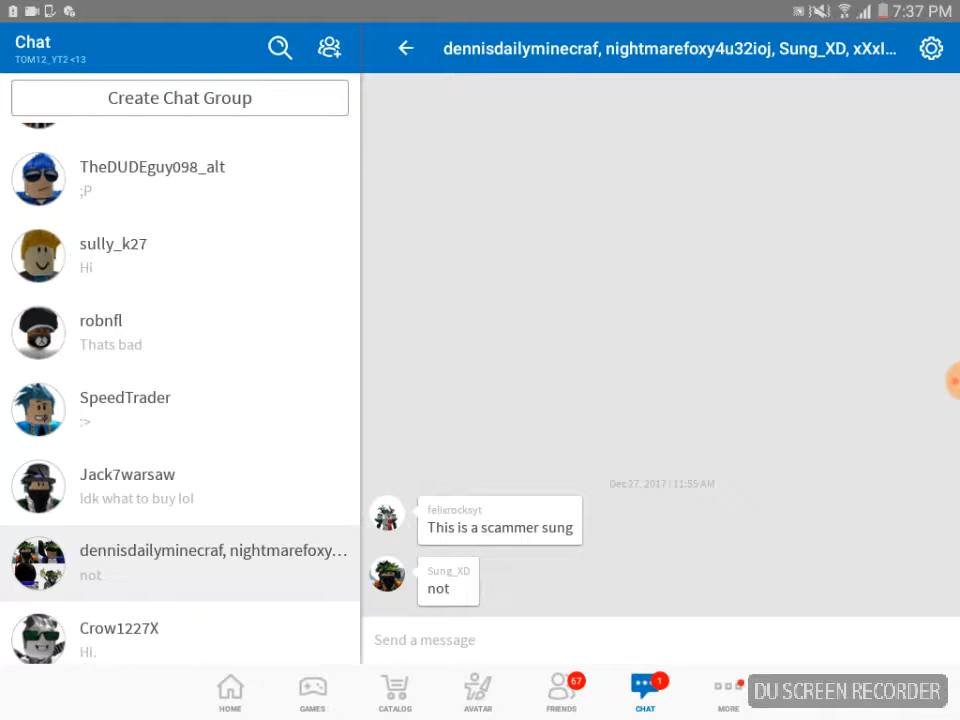 7:37 PM
Chat
TOM12_YT2 <13
dennisdailyminecraf, nightmarefoxy4u32ioj, Sung_XD, xXxI...
Create Chat Group
TheDUDEguy098_alt
;P
sully_k27
Hi
robnfl
Thats bad
SpeedTrader
:>
Jack7warsaw
Idk what to buy lol
dennisdailyminecraf, nightmarefoxy...
not
Crow1227X
Hi.
Dec 27, 2017 | 11:55 AM
felixrocksyt
This is a scammer sung
Sung_XD
not
Send a message
HOME
GAMES
CATALOG
AVATAR
67
FRIENDS
1
CHAT
MORE
DU SCREEN RECORDER